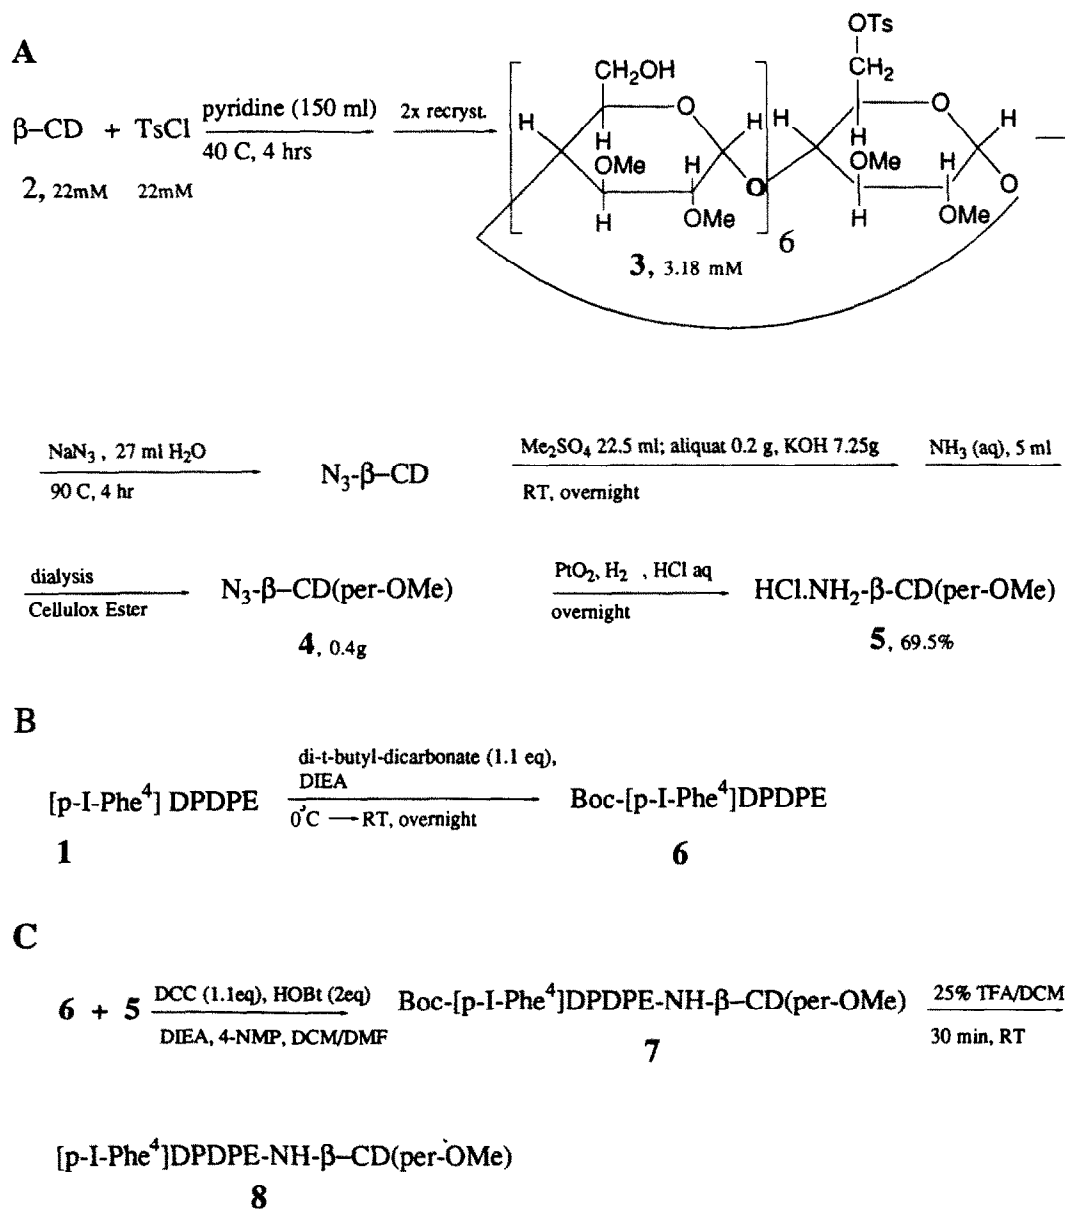 A
β–CD + TsCl pyridine (150 ml) 2x recryst.
40 C, 4 hrs
2, 22mM 22mM
OTs
CH₂OH CH₂
O O
H H H H
H H
OMe OMe
H H
O O
H OMe H OMe
6
3, 3.18 mM
NaN₃ , 27 ml H₂O
90 C, 4 hr
N₃-β–CD
Me₂SO₄ 22.5 ml; aliquat 0.2 g, KOH 7.25g
RT, overnight
NH₃ (aq), 5 ml
dialysis
Cellulox Ester
N₃-β–CD(per-OMe)
4, 0.4g
PtO₂, H₂ , HCl aq
overnight
HCl.NH₂-β-CD(per-OMe)
5, 69.5%
B
[p-I-Phe⁴] DPDPE
1
di-t-butyl-dicarbonate (1.1 eq),
DIEA
0°C → RT, overnight
Boc-[p-I-Phe⁴]DPDPE
6
C
6 + 5
DCC (1.1eq), HOBt (2eq)
DIEA, 4-NMP, DCM/DMF
Boc-[p-I-Phe⁴]DPDPE-NH-β–CD(per-OMe)
7
25% TFA/DCM
30 min, RT
[p-I-Phe⁴]DPDPE-NH-β–CD(per-OMe)
8